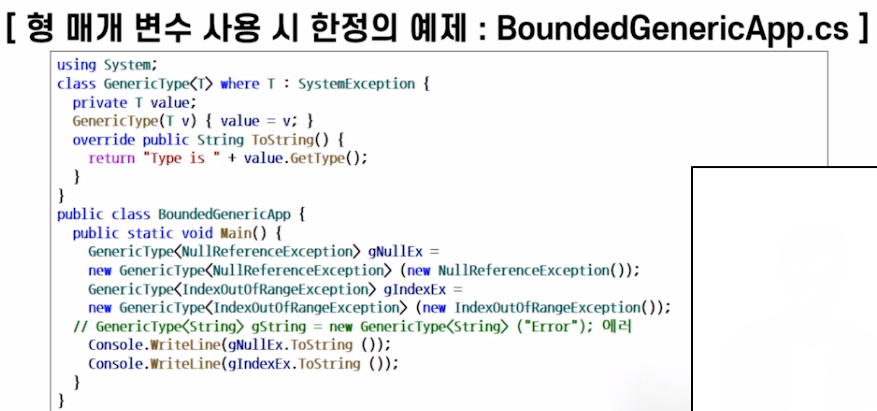 [ 형 매개 변수 사용 시 한정의 예제 : BoundedGenericApp.cs ]
using System;
class GenericType<T> where T : SystemException {
private T value;
GenericType(T v) { value = v; }
override public String ToString() {
return "Type is " + value.GetType();
}
}
public class BoundedGenericApp {
public static void Main() {
GenericType<NullReferenceException> gNullEx =
new GenericType<NullReferenceException> (new NullReferenceException());
GenericType<IndexOutOfRangeException> gIndexEx =
new GenericType<IndexOutOfRangeException> (new IndexOutOfRangeException());
// GenericType<String> gString = new GenericType<String> ("Error"); 에러
Console.WriteLine(gNullEx.ToString ());
Console.WriteLine(gIndexEx.ToString ());
}
}